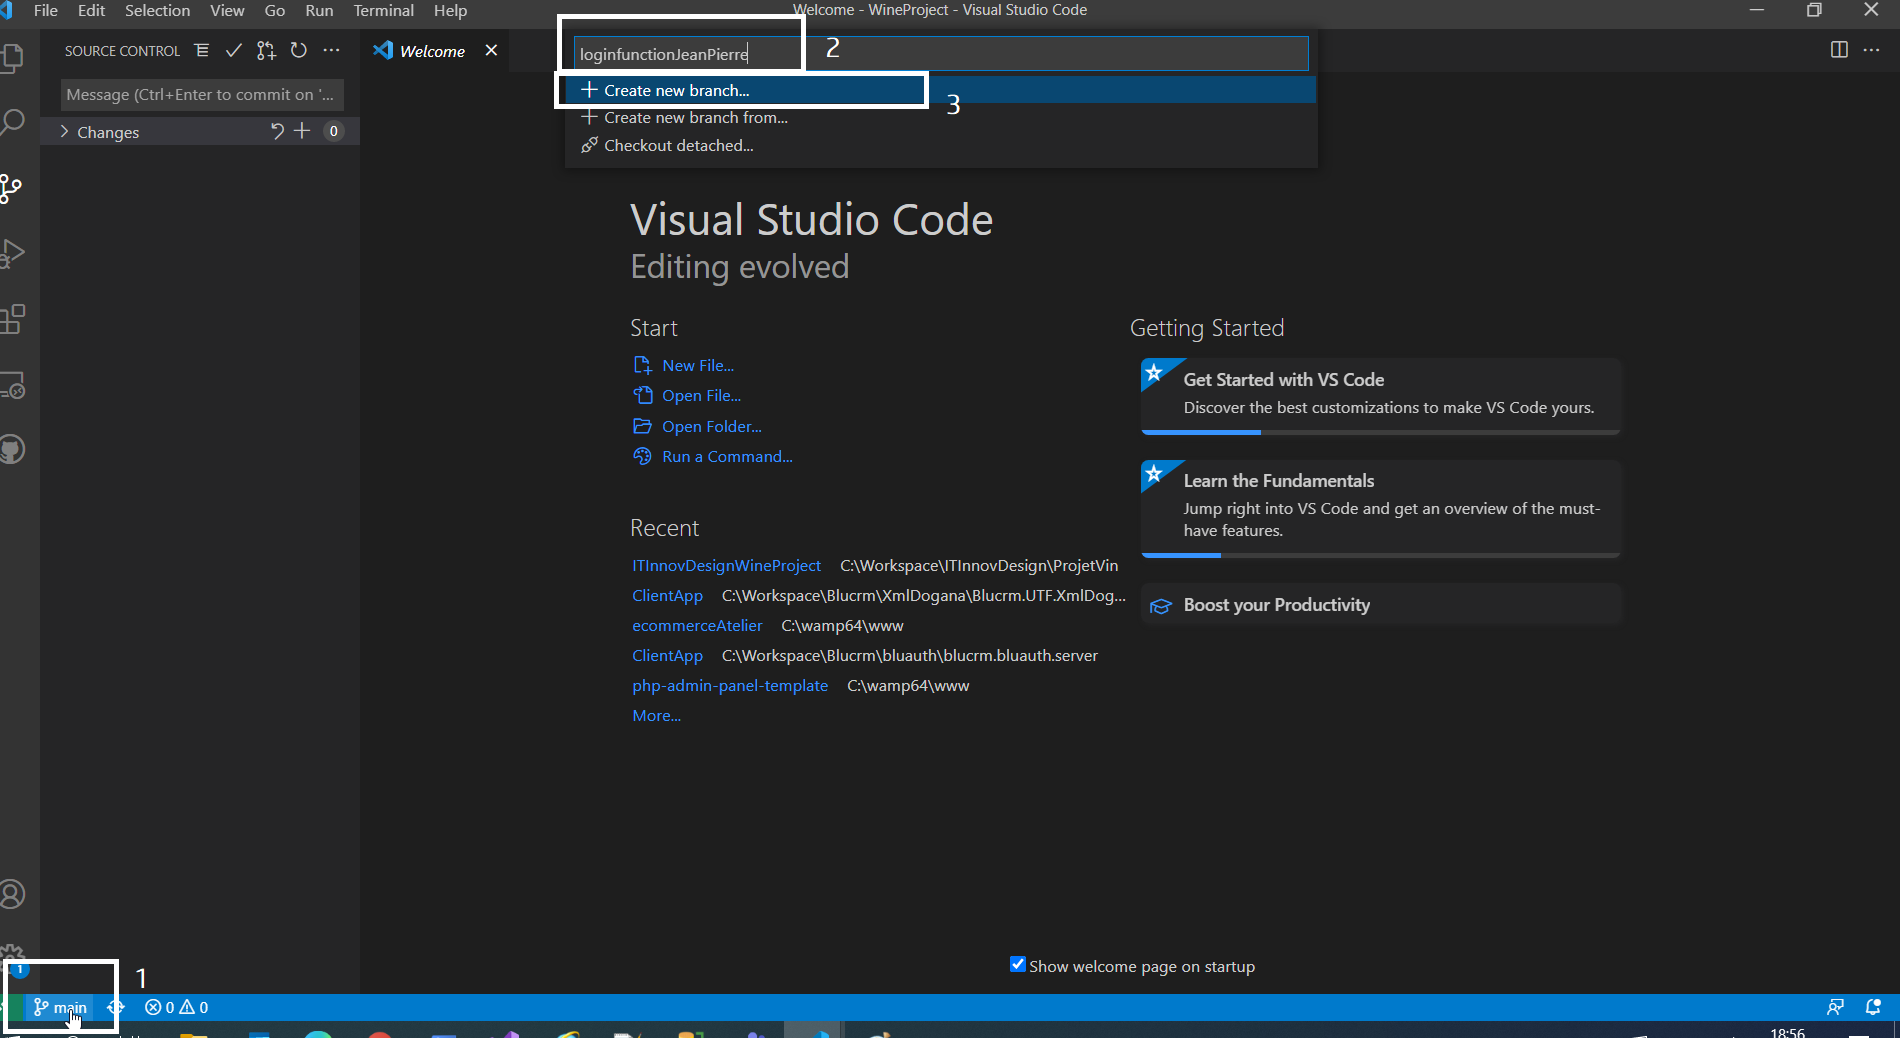 File Edit Selection View Go Run Terminal Help
Welcome - WineProject - Visual Studio Code
SOURCE CONTROL
Welcome
loginfunctionJeanPierre
2
Message (Ctrl+Enter to commit on '...
Create new branch...
3
Create new branch from...
Changes
0
Checkout detached...
Visual Studio Code
Editing evolved
Start
New File...
Open File...
Open Folder...
Run a Command...
Recent
ITInnovDesignWineProject C:\Workspace\ITInnovDesign\ProjetVin
ClientApp C:\Workspace\Blucrm\XmlDogana\Blucrm.UTF.XmlDog...
ecommerceAtelier C:\wamp64\www
ClientApp C:\Workspace\Blucrm\bluauth\blucrm.bluauth.server
php-admin-panel-template C:\wamp64\www
More...
Getting Started
Get Started with VS Code
Discover the best customizations to make VS Code yours.
Learn the Fundamentals
Jump right into VS Code and get an overview of the must-
have features.
Boost your Productivity
Show welcome page on startup
1
1
main
0 0
18:56